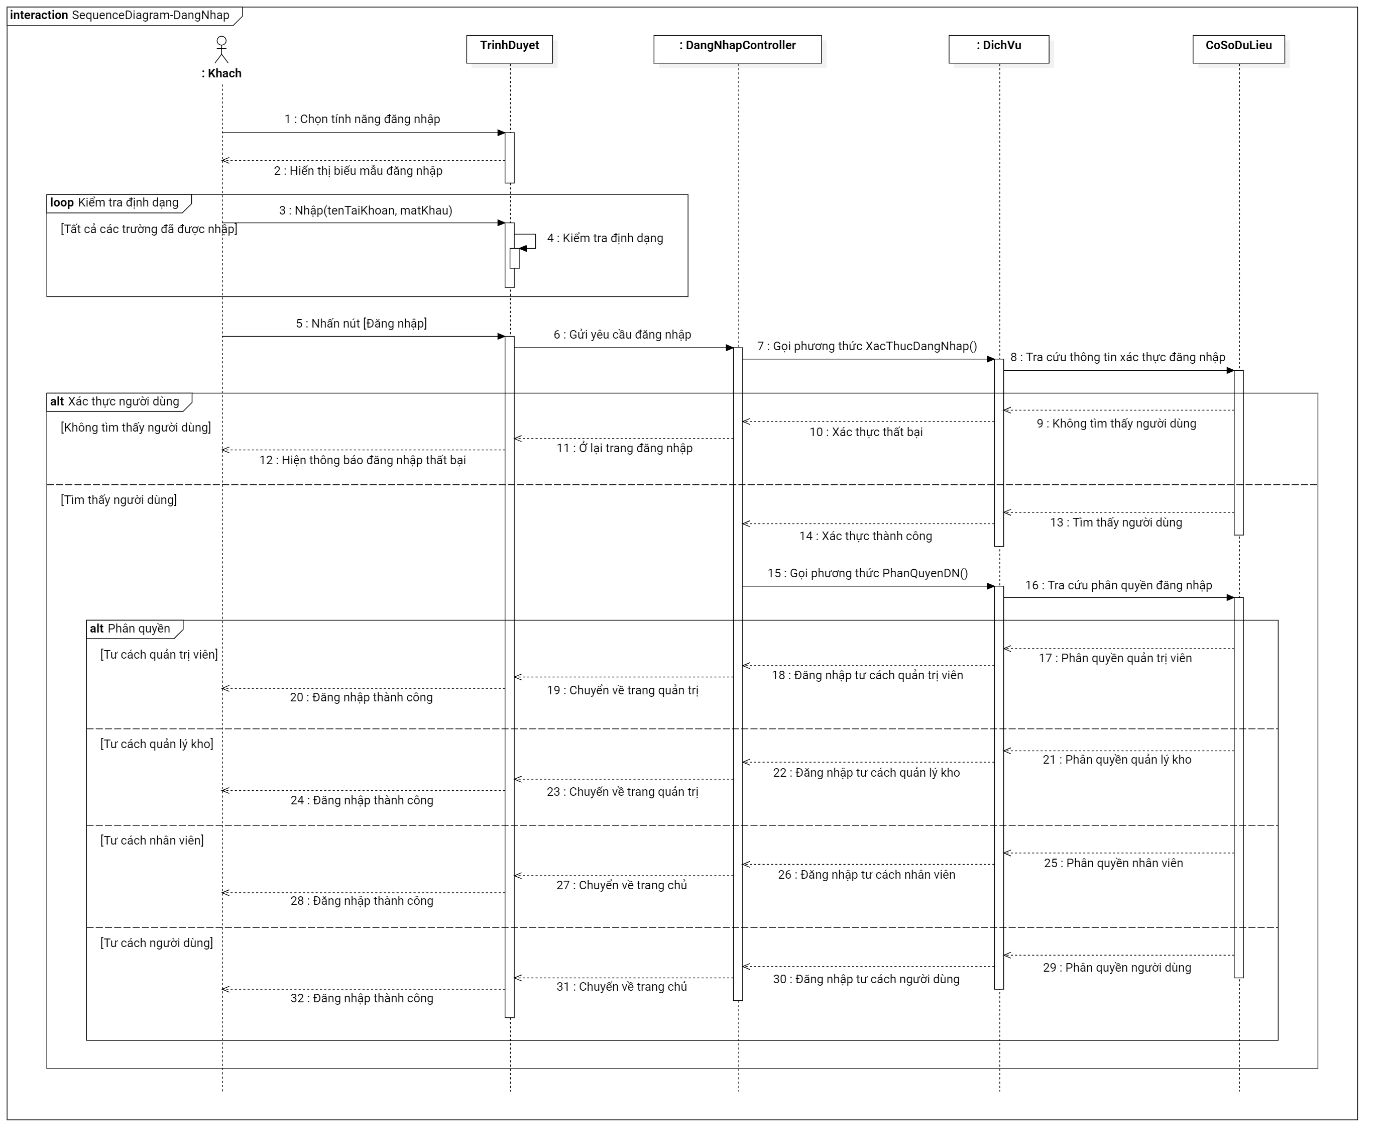 interaction SequenceDiagram-DangNhap
: Khach
TrinhDuyet
: DangNhapController
: DichVu
CoSoDuLieu
1 : Chọn tính năng đăng nhập
2 : Hiển thị biểu mẫu đăng nhập
loop Kiểm tra định dạng
[Tất cả các trường đã được nhập]
3 : Nhập(tenTaiKhoan, matKhau)
4 : Kiểm tra định dạng
5 : Nhấn nút [Đăng nhập]
6 : Gửi yêu cầu đăng nhập
7 : Gọi phương thức XacThucDangNhap()
8 : Tra cứu thông tin xác thực đăng nhập
alt Xác thực người dùng
[Không tìm thấy người dùng]
9 : Không tìm thấy người dùng
10 : Xác thực thất bại
11 : Ở lại trang đăng nhập
12 : Hiện thông báo đăng nhập thất bại
[Tìm thấy người dùng]
13 : Tìm thấy người dùng
14 : Xác thực thành công
15 : Gọi phương thức PhanQuyenDN()
16 : Tra cứu phân quyền đăng nhập
alt Phân quyền
[Tư cách quản trị viên]
17 : Phân quyền quản trị viên
18 : Đăng nhập tư cách quản trị viên
19 : Chuyển về trang quản trị
20 : Đăng nhập thành công
[Tư cách quản lý kho]
21 : Phân quyền quản lý kho
22 : Đăng nhập tư cách quản lý kho
23 : Chuyển về trang quản trị
24 : Đăng nhập thành công
[Tư cách nhân viên]
25 : Phân quyền nhân viên
26 : Đăng nhập tư cách nhân viên
27 : Chuyển về trang chủ
28 : Đăng nhập thành công
[Tư cách người dùng]
29 : Phân quyền người dùng
30 : Đăng nhập tư cách người dùng
31 : Chuyển về trang chủ
32 : Đăng nhập thành công